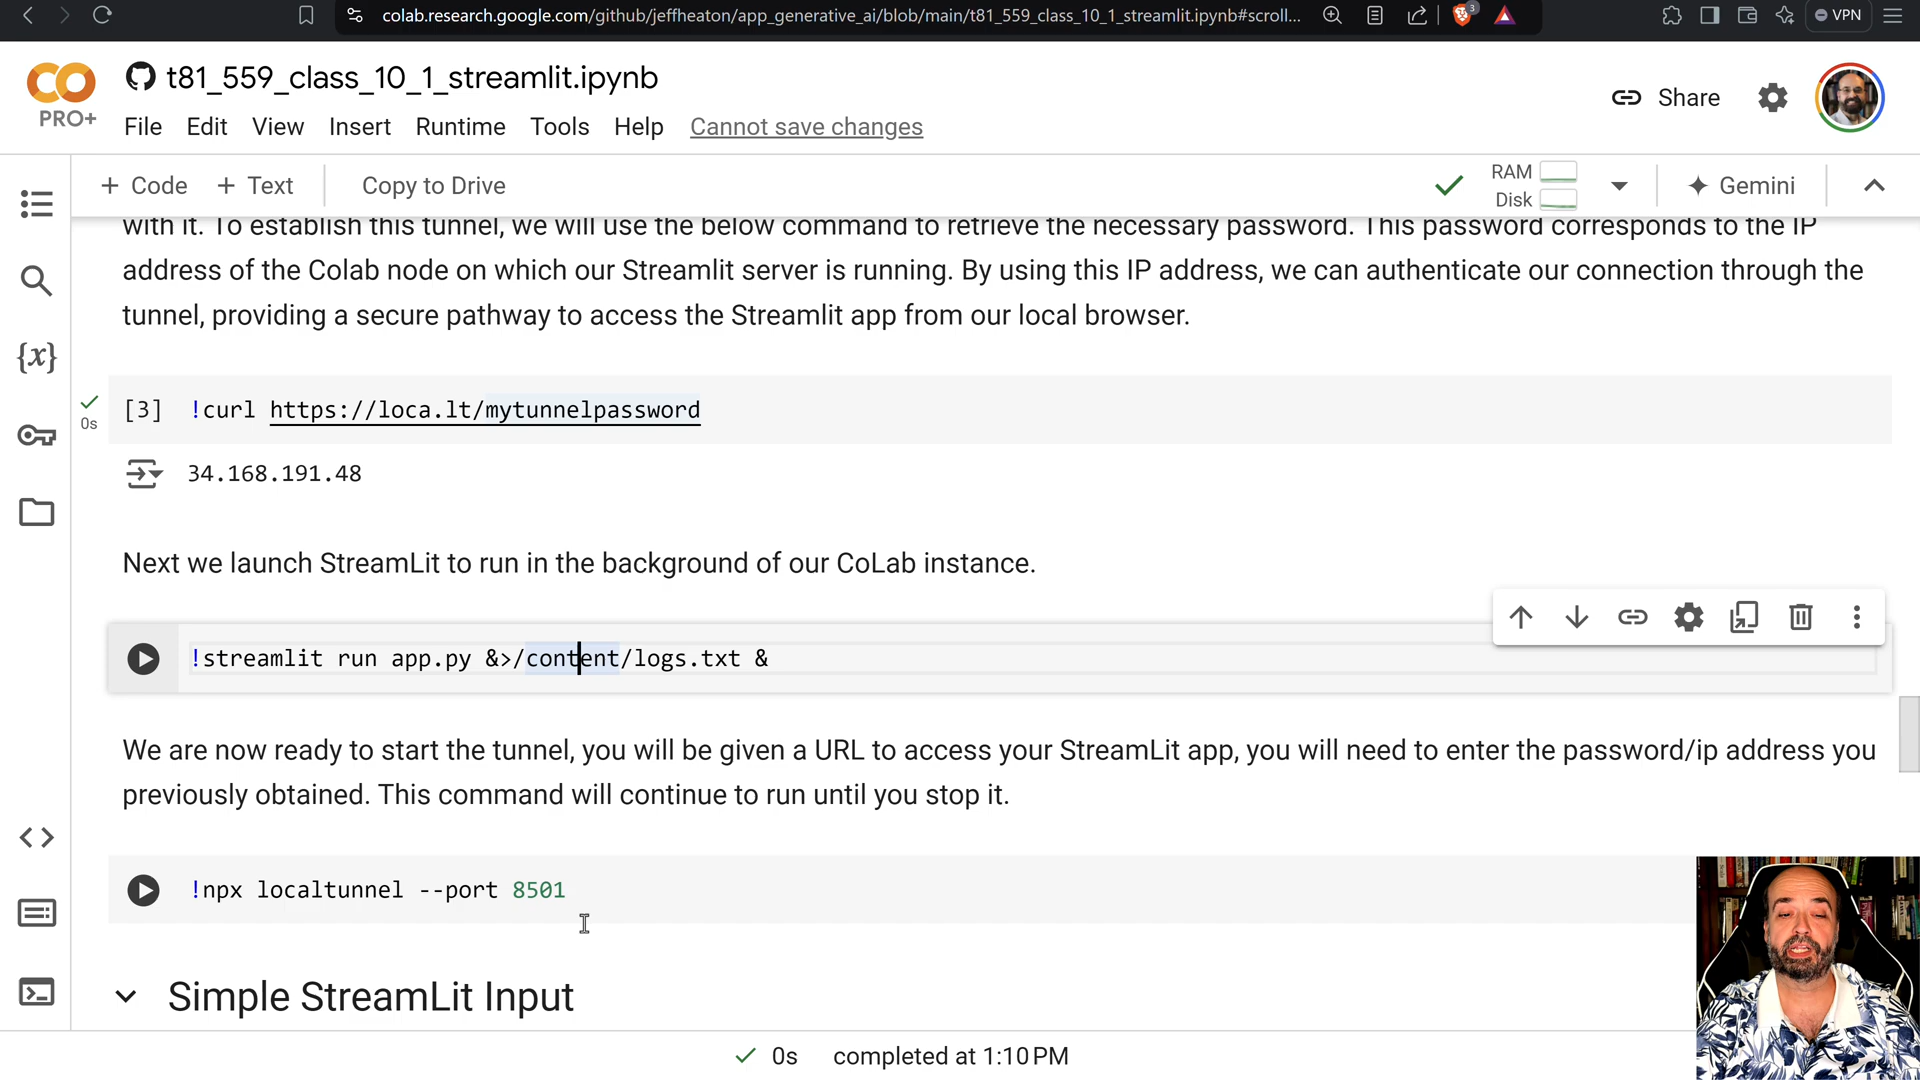 colab.research.google.com/github/jeffheaton/app_generative_ai/blob/main/t81_559_class_10_1_streamlit.ipynb#scroll...
3
VPN
PRO+
t81_559_class_10_1_streamlit.ipynb
Share
File Edit View Insert Runtime Tools Help Cannot save changes
+ Code + Text Copy to Drive
RAM
Disk
Gemini
with it. To establish this tunnel, we will use the below command to retrieve the necessary password. This password corresponds to the IP
address of the Colab node on which our Streamlit server is running. By using this IP address, we can authenticate our connection through the
tunnel, providing a secure pathway to access the Streamlit app from our local browser.
0s
[3] !curl https://loca.lt/mytunnelpassword
34.168.191.48
Next we launch StreamLit to run in the background of our CoLab instance.
!streamlit run app.py &>/content/logs.txt &
We are now ready to start the tunnel, you will be given a URL to access your StreamLit app, you will need to enter the password/ip address you
previously obtained. This command will continue to run until you stop it.
!npx localtunnel --port 8501
Simple StreamLit Input
0s completed at 1:10 PM